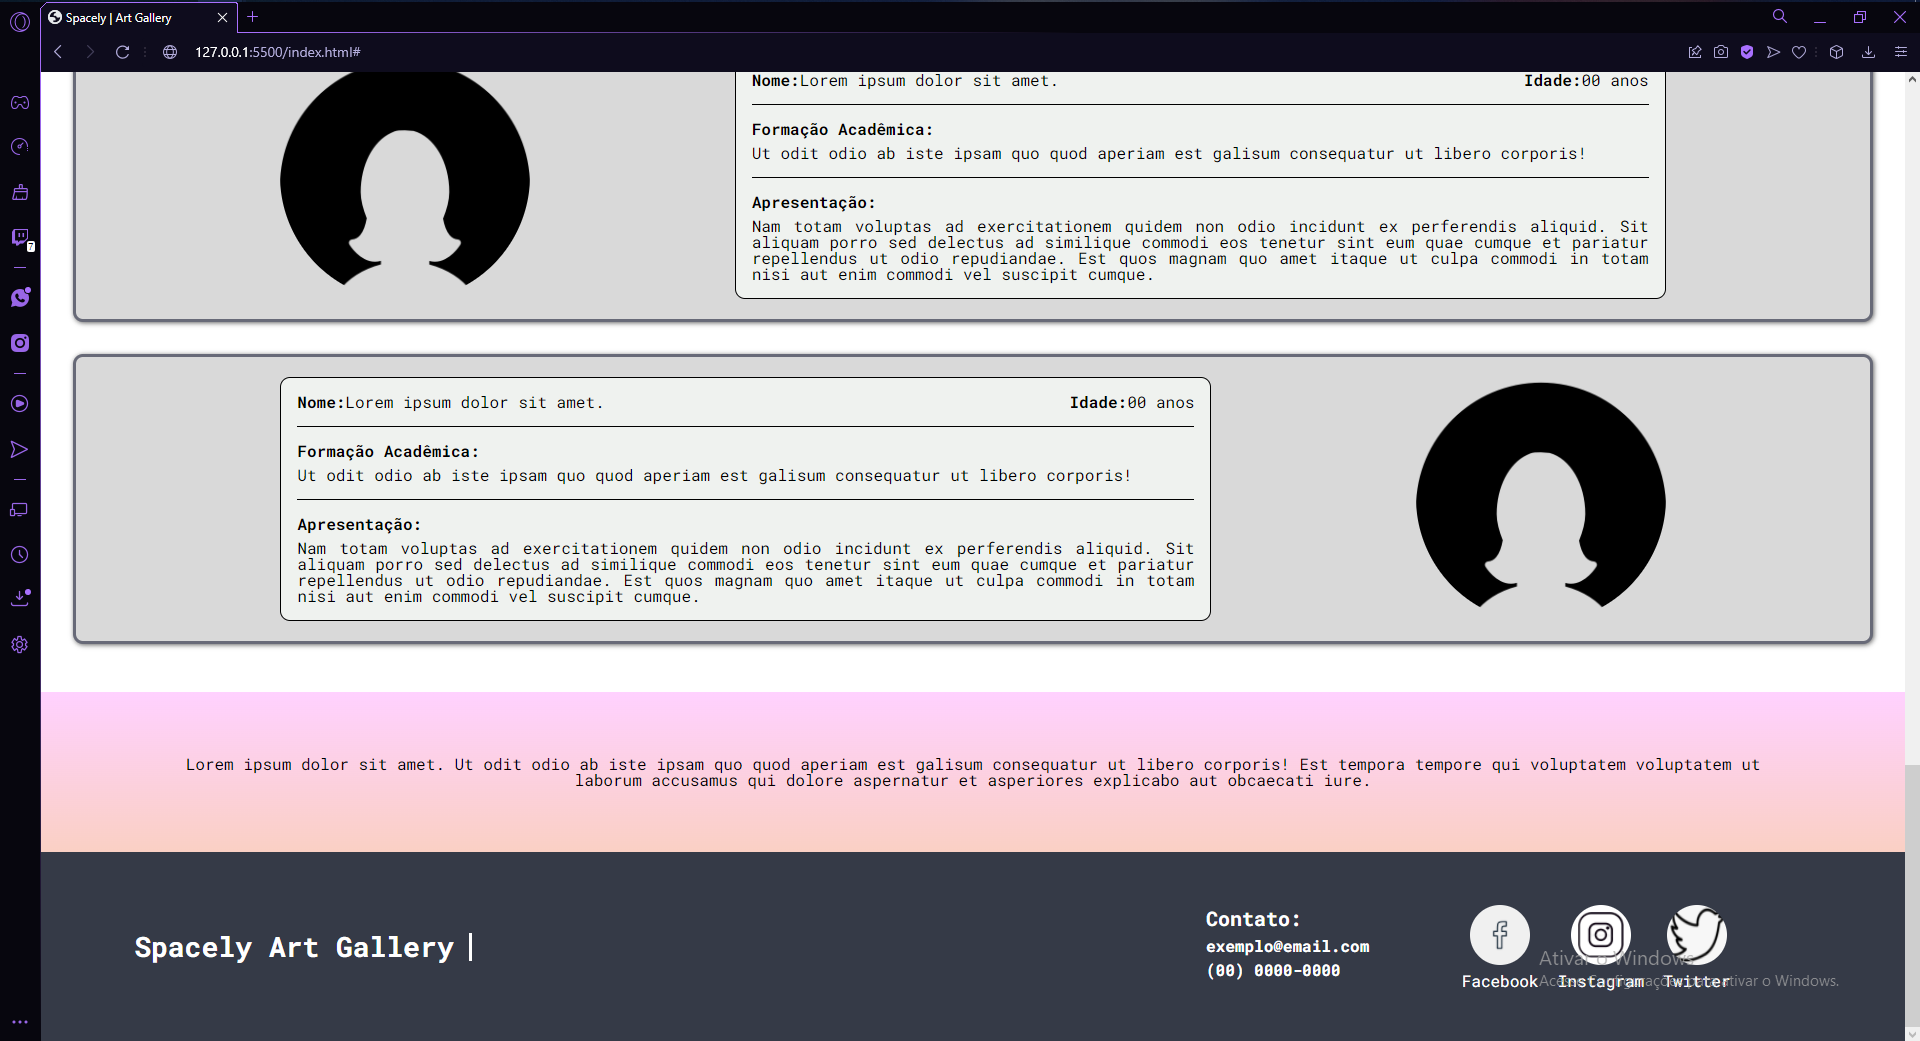 Spacely | Art Gallery
127.0.0.1:5500/index.html#
7
Nome:Lorem ipsum dolor sit amet. Idade:00 anos
Formação Acadêmica:
Ut odit odio ab iste ipsam quo quod aperiam est galisum consequatur ut libero corporis!
Apresentação:
Nam totam voluptas ad exercitationem quidem non odio incidunt ex perferendis aliquid. Sit
aliquam porro sed delectus ad similique commodi eos tenetur sint eum quae cumque et pariatur
repellendus ut odio repudiandae. Est quos magnam quo amet itaque ut culpa commodi in totam
nisi aut enim commodi vel suscipit cumque.
Nome:Lorem ipsum dolor sit amet. Idade:00 anos
Formação Acadêmica:
Ut odit odio ab iste ipsam quo quod aperiam est galisum consequatur ut libero corporis!
Apresentação:
Nam totam voluptas ad exercitationem quidem non odio incidunt ex perferendis aliquid. Sit
aliquam porro sed delectus ad similique commodi eos tenetur sint eum quae cumque et pariatur
repellendus ut odio repudiandae. Est quos magnam quo amet itaque ut culpa commodi in totam
nisi aut enim commodi vel suscipit cumque.
Lorem ipsum dolor sit amet. Ut odit odio ab iste ipsam quo quod aperiam est galisum consequatur ut libero corporis! Est tempora tempore qui voluptatem voluptatem ut
laborum accusamus qui dolore aspernatur et asperiores explicabo aut obcaecati iure.
Spacely Art Gallery |
Contato:
exemplo@email.com
(00) 0000-0000
Facebook Instagram Twitter
Ativar o Windows
Acesse Configurações para ativar o Windows.